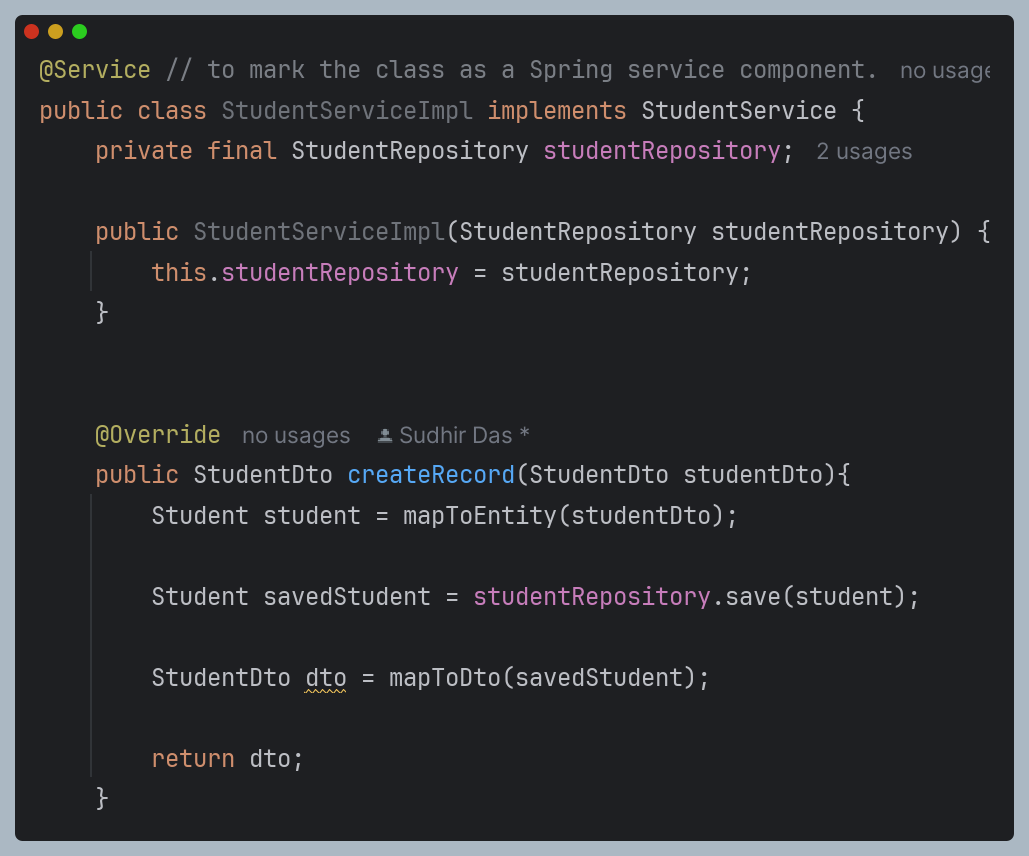 @Service // to mark the class as a Spring service component. no usage
public class StudentServiceImpl implements StudentService {
private final StudentRepository studentRepository; 2 usages
public StudentServiceImpl(StudentRepository studentRepository) {
this.studentRepository = studentRepository;
}
@Override no usages Sudhir Das *
public StudentDto createRecord(StudentDto studentDto){
Student student = mapToEntity(studentDto);
Student savedStudent = studentRepository.save(student);
StudentDto dto = mapToDto(savedStudent);
return dto;
}